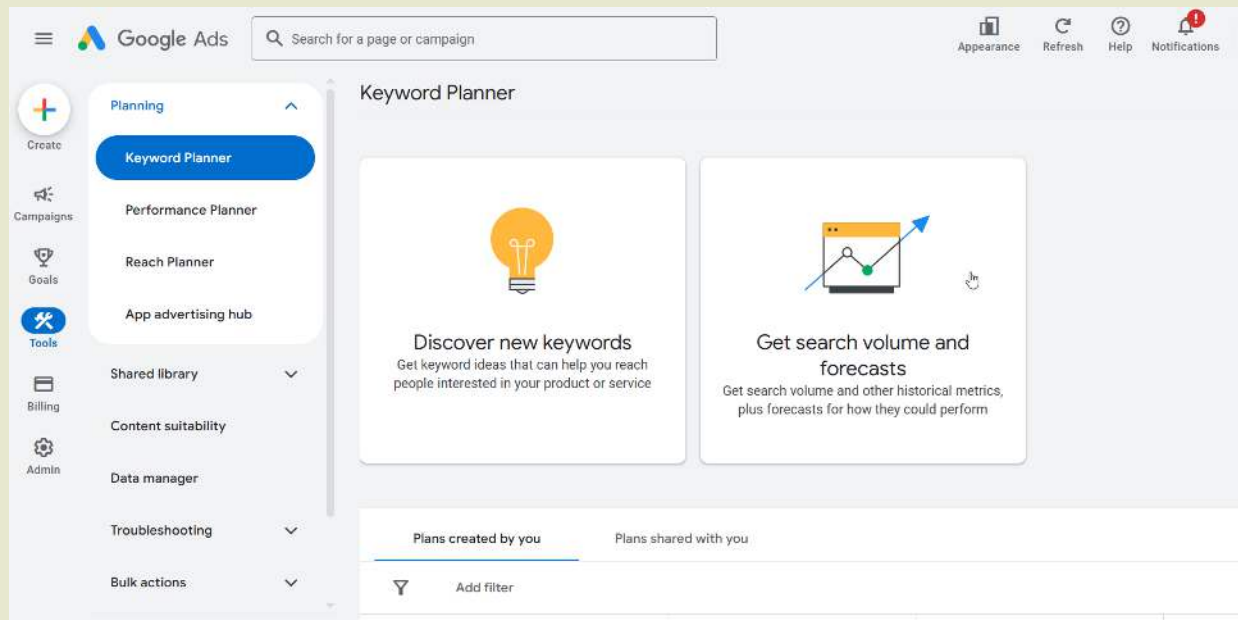 Google Ads
Search for a page or campaign
Appearance
Refresh
Help
!
Notifications
Create
Campaigns
Goals
Tools
Billing
Admin
Planning
Keyword Planner
Performance Planner
Reach Planner
App advertising hub
Shared library
Content suitability
Data manager
Troubleshooting
Bulk actions
Keyword Planner
Discover new keywords
Get keyword ideas that can help you reach
people interested in your product or service
Get search volume and
forecasts
Get search volume and other historical metrics,
plus forecasts for how they could perform
Plans created by you
Plans shared with you
Add filter